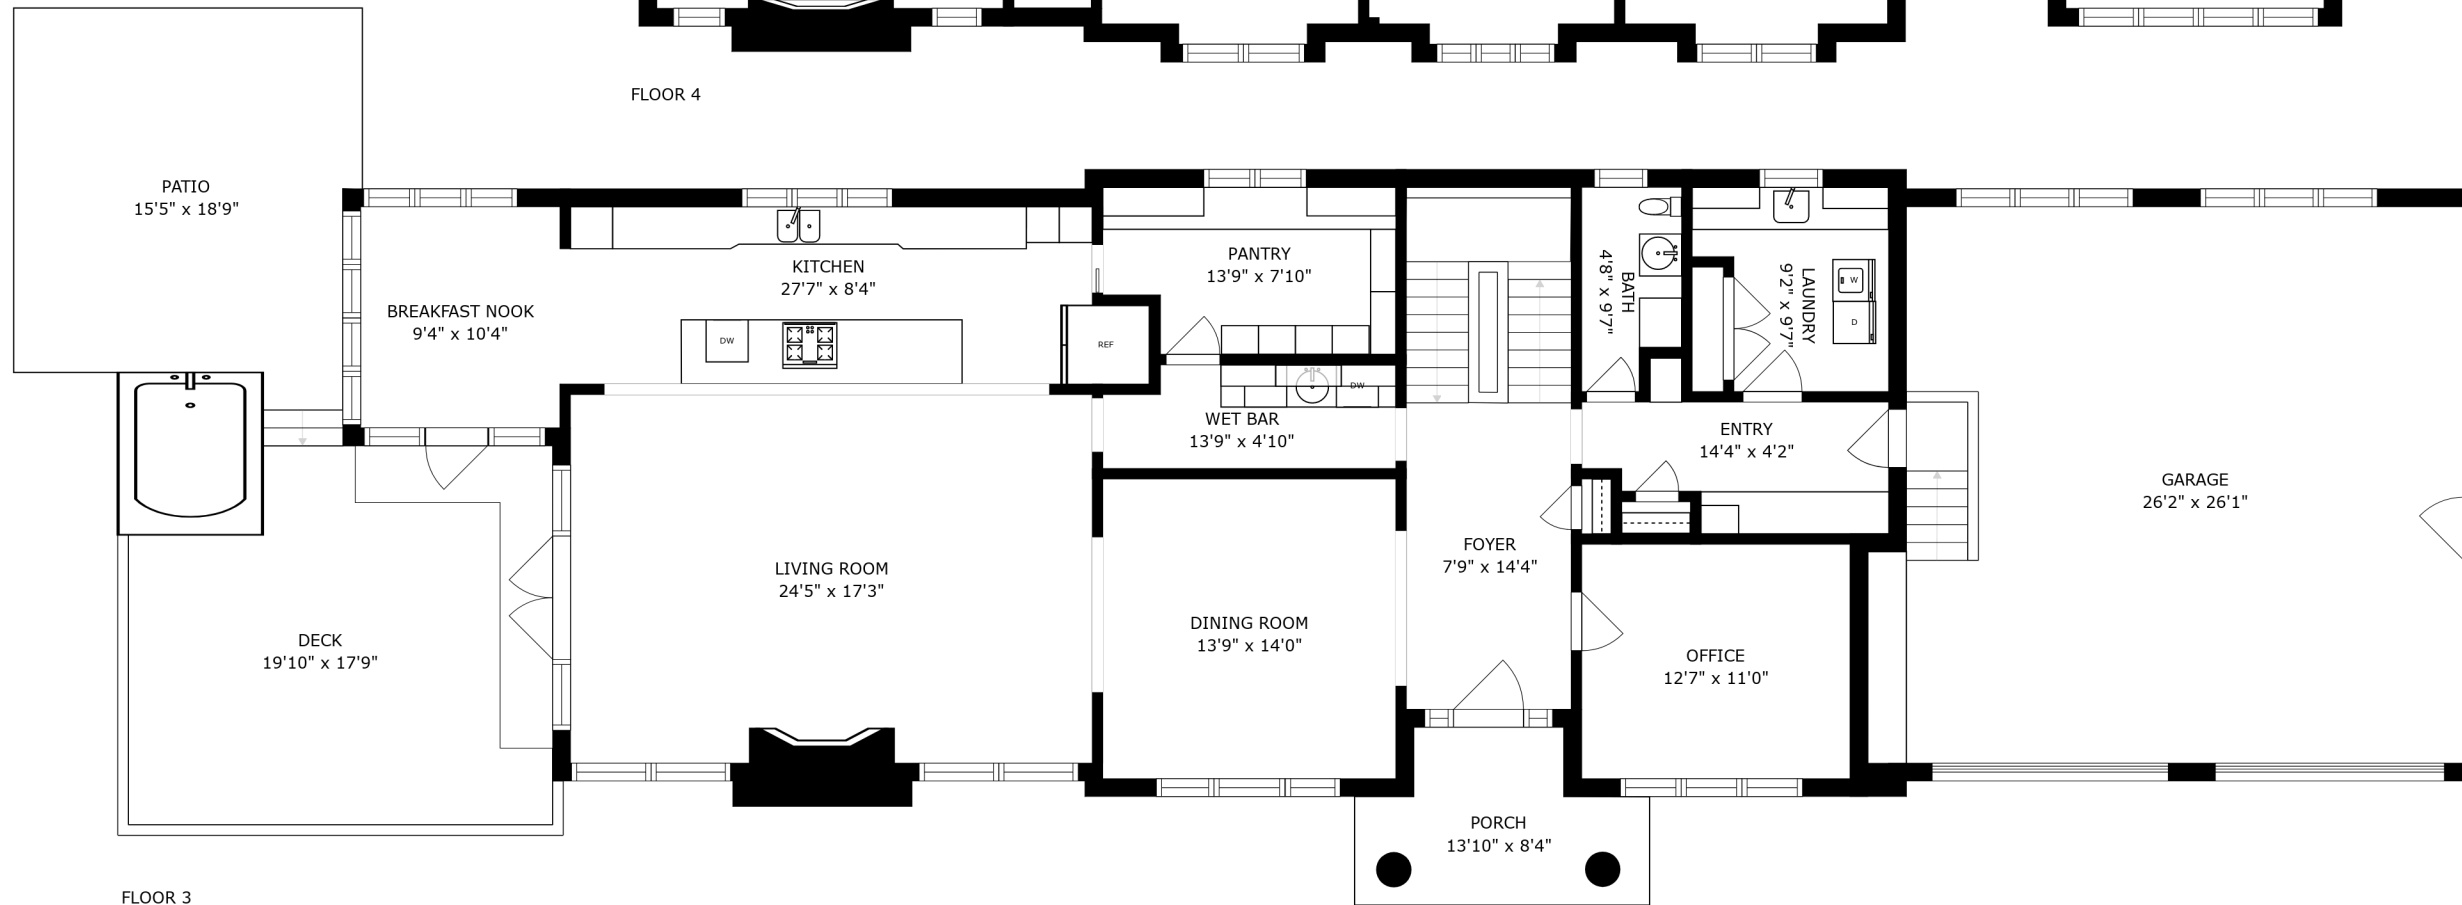 FLOOR 4
PATIO
15'5" x 18'9"
BREAKFAST NOOK
9'4" x 10'4"
KITCHEN
27'7" x 8'4"
DW
REF
PANTRY
13'9" x 7'10"
DW
WET BAR
13'9" x 4'10"
BATH
4'8" x 9'7"
LAUNDRY
9'2" x 9'7"
W
D
ENTRY
14'4" x 4'2"
GARAGE
26'2" x 26'1"
FOYER
7'9" x 14'4"
LIVING ROOM
24'5" x 17'3"
DINING ROOM
13'9" x 14'0"
OFFICE
12'7" x 11'0"
DECK
19'10" x 17'9"
PORCH
13'10" x 8'4"
FLOOR 3